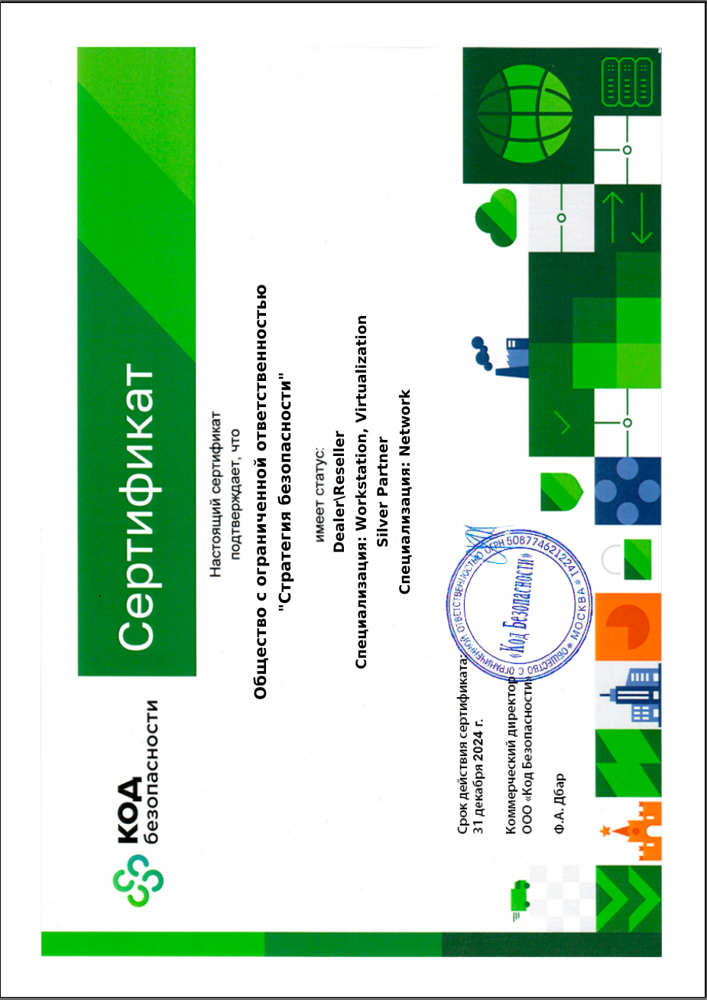 КОД
безопасности
Сертификат
Настоящий сертификат
подтверждает, что
Общество с ограниченной ответственностью
"Стратегия безопасности"
имеет статус:
Dealer\Reseller
Специализация: Workstation, Virtualization
Silver Partner
Специализация: Network
Срок действия сертификата:
31 декабря 2024 г.
Коммерческий директор
ООО «Код Безопасности»
Ф.А. Дбар
ОБЩЕСТВО С ОГРАНИЧЕННОЙ ОТВЕТСТВЕННОСТЬЮ ОГРН 5087746212241
* МОСКВА *
«Код Безопасности»